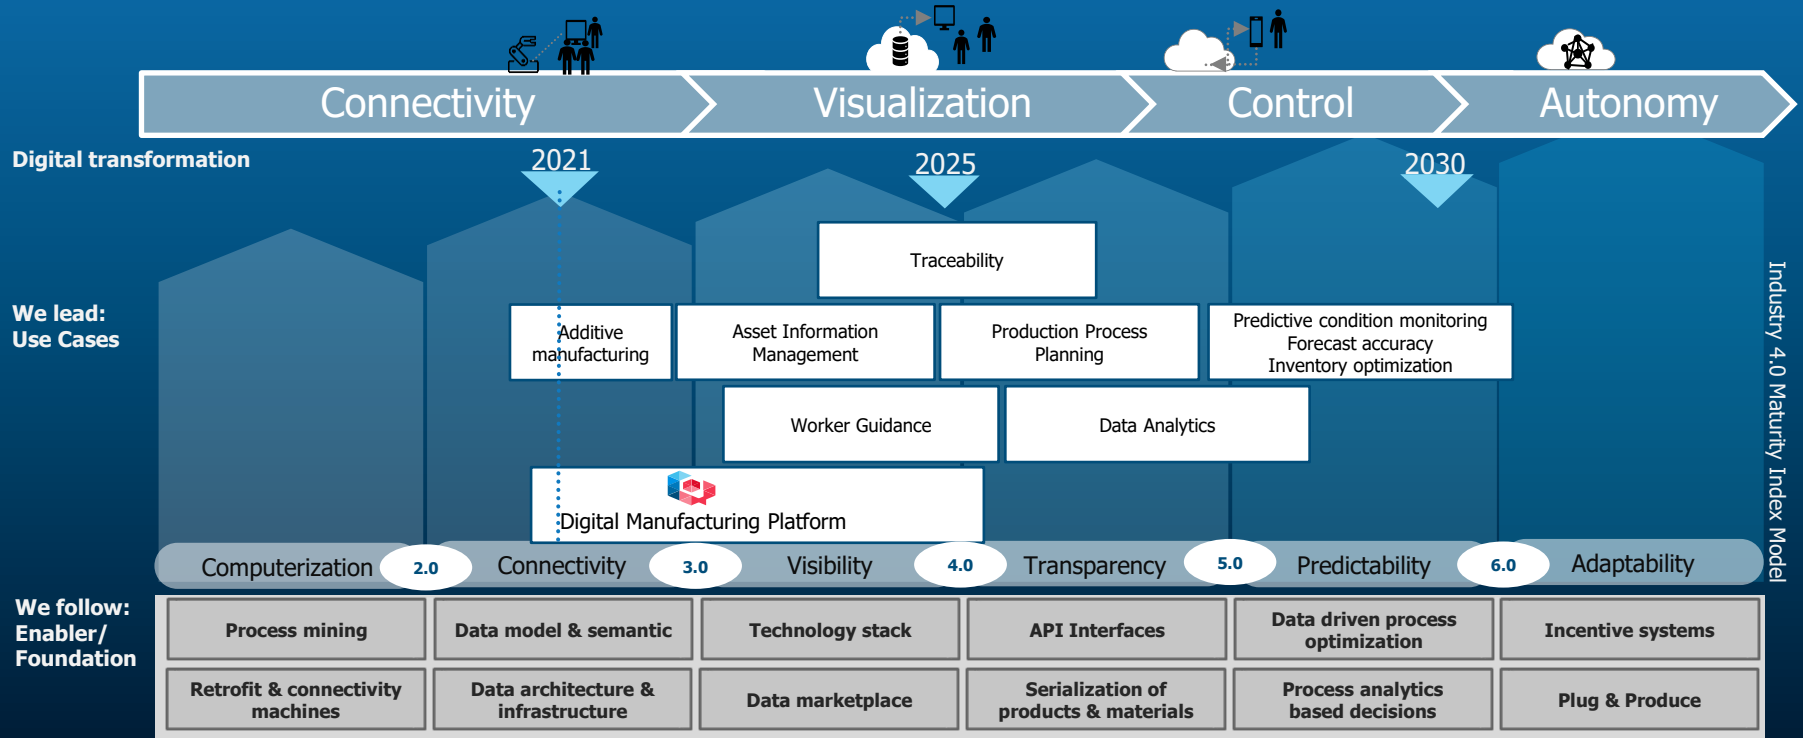 Connectivity
Visualization
Control
Autonomy
Digital transformation
2021
2025
2030
Traceability
We lead:
Use Cases
Additive
manufacturing
Asset Information
Management
Production Process
Planning
Predictive condition monitoring
Forecast accuracy
Inventory optimization
Worker Guidance
Data Analytics
Digital Manufacturing Platform
Industry 4.0 Maturity Index Model
Computerization
2.0
Connectivity
3.0
Visibility
4.0
Transparency
5.0
Predictability
6.0
Adaptability
We follow:
Enabler/
Foundation
Process mining
Data model & semantic
Technology stack
API Interfaces
Data driven process
optimization
Incentive systems
Retrofit & connectivity
machines
Data architecture &
infrastructure
Data marketplace
Serialization of
products & materials
Process analytics
based decisions
Plug & Produce